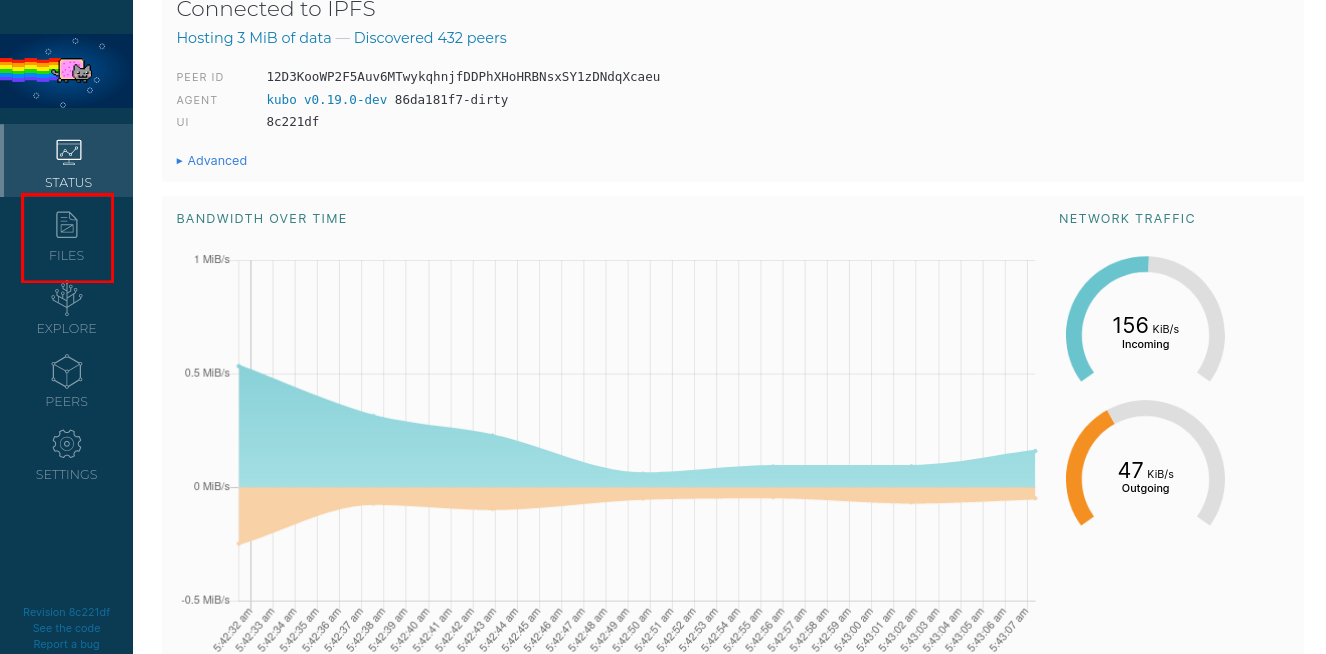 Connected to IPFS
Hosting 3 MiB of data — Discovered 432 peers
PEER ID 12D3KooWP2F5Auv6MTwykqhnjfDDPhXHoHRBNsxSY1zDNdqXcaeu
AGENT kubo v0.19.0-dev 86da181f7-dirty
UI 8c221df
▸ Advanced
STATUS
FILES
EXPLORE
PEERS
SETTINGS
Revision 8c221df
See the code
Report a bug
BANDWIDTH OVER TIME
1 MiB/s
0.5 MiB/s
0 MiB/s
-0.5 MiB/s
5:42:32 am
5:42:33 am
5:42:34 am
5:42:35 am
5:42:36 am
5:42:37 am
5:42:38 am
5:42:39 am
5:42:40 am
5:42:41 am
5:42:42 am
5:42:43 am
5:42:44 am
5:42:45 am
5:42:46 am
5:42:47 am
5:42:48 am
5:42:49 am
5:42:50 am
5:42:51 am
5:42:52 am
5:42:53 am
5:42:54 am
5:42:55 am
5:42:56 am
5:42:57 am
5:42:58 am
5:42:59 am
5:43:00 am
5:43:01 am
5:43:02 am
5:43:03 am
5:43:04 am
5:43:05 am
5:43:06 am
5:43:07 am
NETWORK TRAFFIC
156 KiB/s
Incoming
47 KiB/s
Outgoing